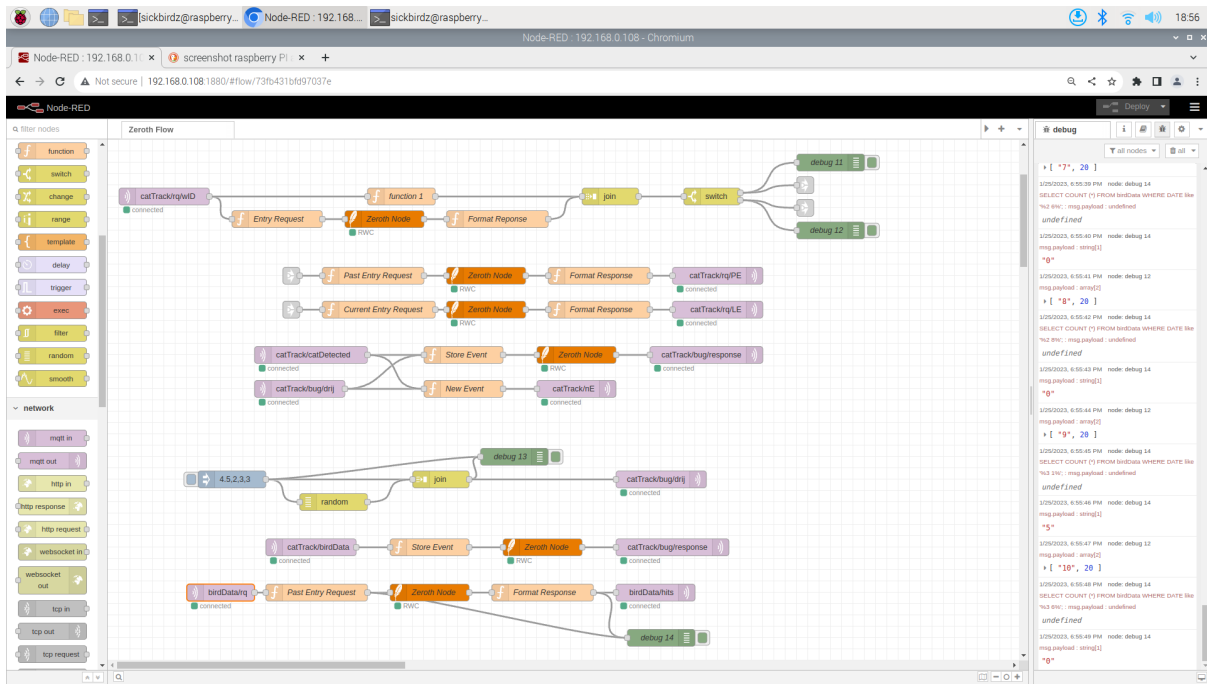 [sickbirdz@raspberry...
Node-RED : 192.168....
sickbirdz@raspberry...
18:56
Node-RED : 192.168.0.108 - Chromium
Node-RED : 192.168.0.1
screenshot raspberry PI
Not secure | 192.168.0.108:1880/#flow/73fb431bfd97037e
Node-RED
Deploy
filter nodes
Zeroth Flow
debug
i
all nodes
all
function
switch
change
range
template
delay
trigger
exec
filter
random
smooth
network
mqtt in
mqtt out
http in
http response
http request
websocket in
websocket
out
tcp in
tcp out
tcp request
debug 11
catTrack/rq/wID
function 1
join
switch
connected
Entry Request
Zeroth Node
Format Reponse
RWC
debug 12
Past Entry Request
Zeroth Node
Format Response
catTrack/rq/PE
RWC
connected
Current Entry Request
Zeroth Node
Format Response
catTrack/rq/LE
RWC
connected
catTrack/catDetected
Store Event
Zeroth Node
catTrack/bug/response
connected
RWC
connected
catTrack/bug/drij
New Event
catTrack/nE
connected
connected
debug 13
4.5,2,3,3
join
catTrack/bug/drij
connected
random
catTrack/birdData
Store Event
Zeroth Node
catTrack/bug/response
connected
RWC
connected
birdData/rq
Past Entry Request
Zeroth Node
Format Response
birdData/hits
connected
RWC
connected
debug 14
[ "7", 20 ]
1/25/2023, 6:55:39 PM node: debug 14
SELECT COUNT (*) FROM birdData WHERE DATE like
'%2 6%'; : msg.payload : undefined
undefined
1/25/2023, 6:55:40 PM node: debug 14
msg.payload : string[1]
"0"
1/25/2023, 6:55:41 PM node: debug 12
msg.payload : array[2]
[ "8", 20 ]
1/25/2023, 6:55:42 PM node: debug 14
SELECT COUNT (*) FROM birdData WHERE DATE like
'%2 8%'; : msg.payload : undefined
undefined
1/25/2023, 6:55:43 PM node: debug 14
msg.payload : string[1]
"0"
1/25/2023, 6:55:44 PM node: debug 12
msg.payload : array[2]
[ "9", 20 ]
1/25/2023, 6:55:45 PM node: debug 14
SELECT COUNT (*) FROM birdData WHERE DATE like
'%3 1%'; : msg.payload : undefined
undefined
1/25/2023, 6:55:46 PM node: debug 14
msg.payload : string[1]
"5"
1/25/2023, 6:55:47 PM node: debug 12
msg.payload : array[2]
[ "10", 20 ]
1/25/2023, 6:55:48 PM node: debug 14
SELECT COUNT (*) FROM birdData WHERE DATE like
'%3 6%'; : msg.payload : undefined
undefined
1/25/2023, 6:55:49 PM node: debug 14
msg.payload : string[1]
"0"